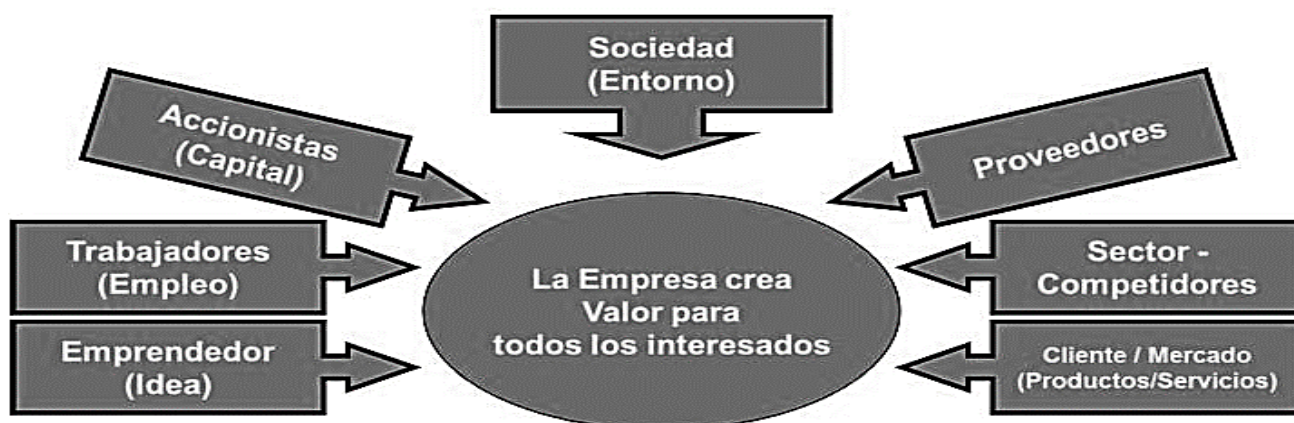 Sociedad
(Entorno)
Accionistas
(Capital)
Proveedores
Trabajadores
(Empleo)
Sector -
Competidores
La Empresa crea
Valor para
todos los interesados
Emprendedor
(Idea)
Cliente / Mercado
(Productos/Servicios)